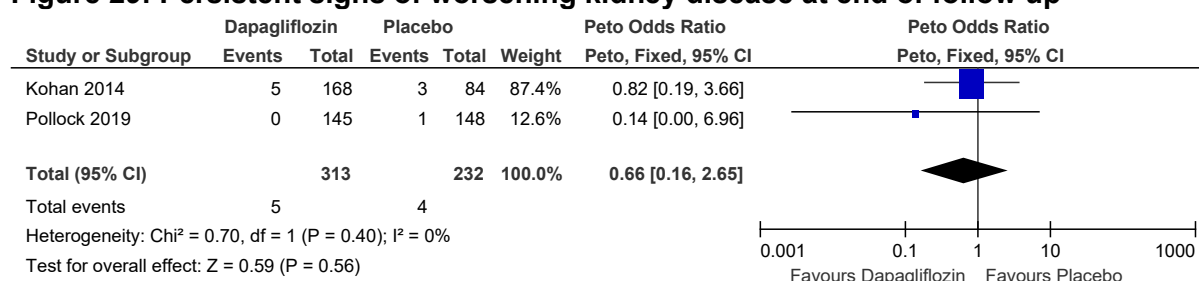 Figure 29: Persistent signs of worsening kidney disease at end of follow up
Dapagliflozin Placebo Peto Odds Ratio Peto Odds Ratio
Study or Subgroup Events Total Events Total Weight Peto, Fixed, 95% CI Peto, Fixed, 95% CI
Kohan 2014 5 168 3 84 87.4% 0.82 [0.19, 3.66]
Pollock 2019 0 145 1 148 12.6% 0.14 [0.00, 6.96]
Total (95% CI) 313 232 100.0% 0.66 [0.16, 2.65]
Total events 5 4
Heterogeneity: Chi² = 0.70, df = 1 (P = 0.40); I² = 0%
Test for overall effect: Z = 0.59 (P = 0.56)
0.001 0.1 1 10 1000
Favours Dapagliflozin Favours Placebo